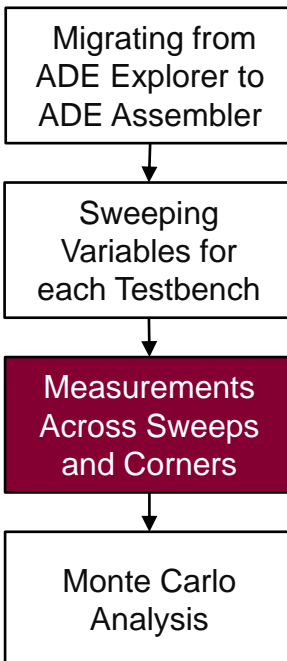 Migrating from
ADE Explorer to
ADE Assembler
Sweeping
Variables for
each Testbench
Measurements
Across Sweeps
and Corners
Monte Carlo
Analysis